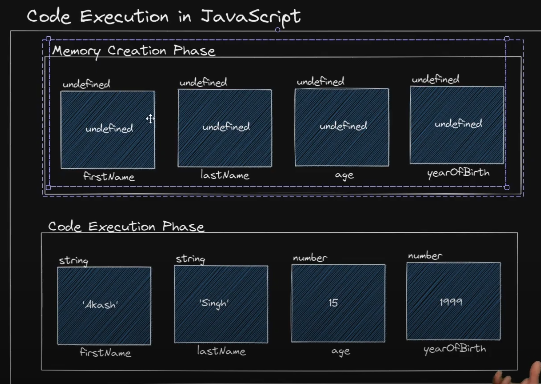 Code Execution in JavaScript
Memory Creation Phase
undefined undefined undefined undefined
undefined undefined undefined undefined
firstName lastName age yearOfBirth
Code Execution Phase
string string number number
'Akash' 'Singh' 15 1999
firstName lastName age yearOfBirth